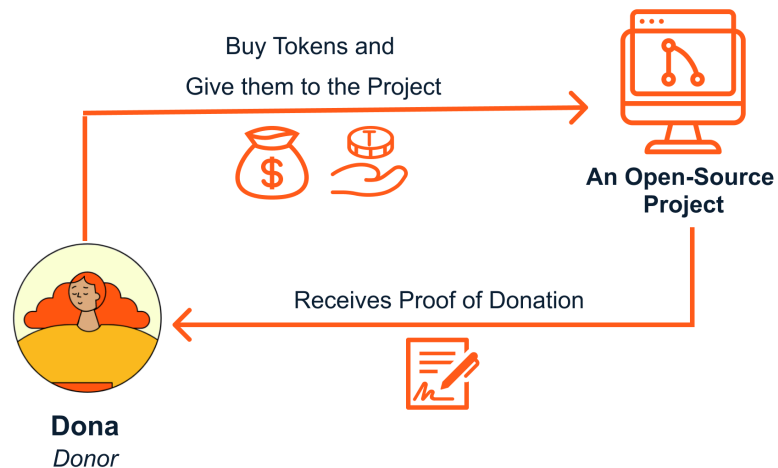 Buy Tokens and
Give them to the Project
$
T
An Open-Source
Project
Receives Proof of Donation
Dona
Donor